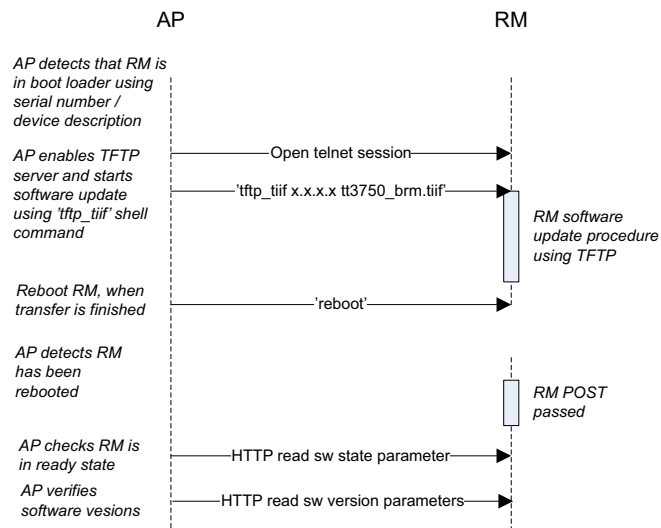 AP
RM
AP detects that RM is
in boot loader using
serial number /
device description
Open telnet session
AP enables TFTP
server and starts
software update
using 'tftp_tiif' shell
command
'tftp_tiif x.x.x.x tt3750_brm.tiif'
RM software
update procedure
using TFTP
Reboot RM, when
transfer is finished
'reboot'
AP detects RM
has been
rebooted
RM POST
passed
AP checks RM is
in ready state
HTTP read sw state parameter
AP verifies
software vesions
HTTP read sw version parameters